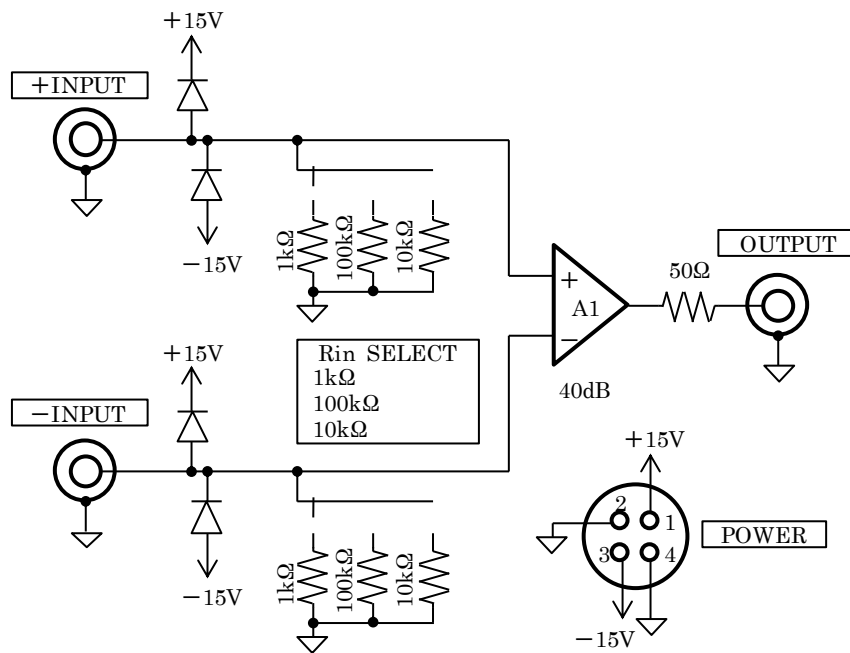 +15V
+INPUT
−15V
1kΩ
100kΩ
10kΩ
OUTPUT
50Ω
+
A1
−
40dB
Rin SELECT
1kΩ
100kΩ
10kΩ
+15V
−INPUT
−15V
1kΩ
100kΩ
10kΩ
+15V
2
1
3
4
POWER
−15V